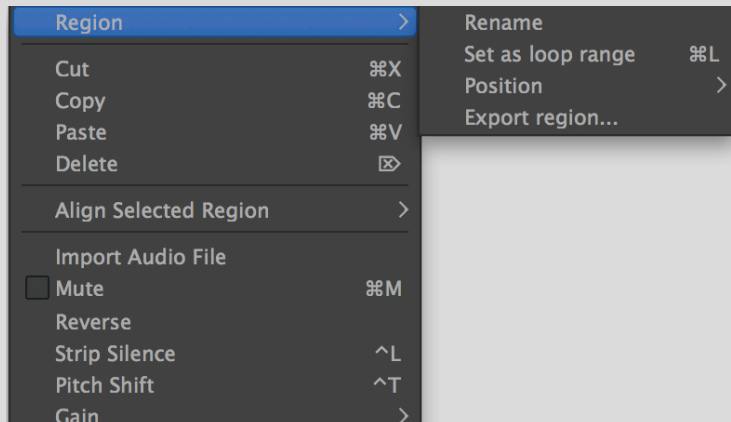 Region >
Cut ⌘X
Copy ⌘C
Paste ⌘V
Delete ⌦
Align Selected Region >
Import Audio File
Mute ⌘M
Reverse
Strip Silence ^L
Pitch Shift ^T
Gain >
Rename
Set as loop range ⌘L
Position >
Export region...